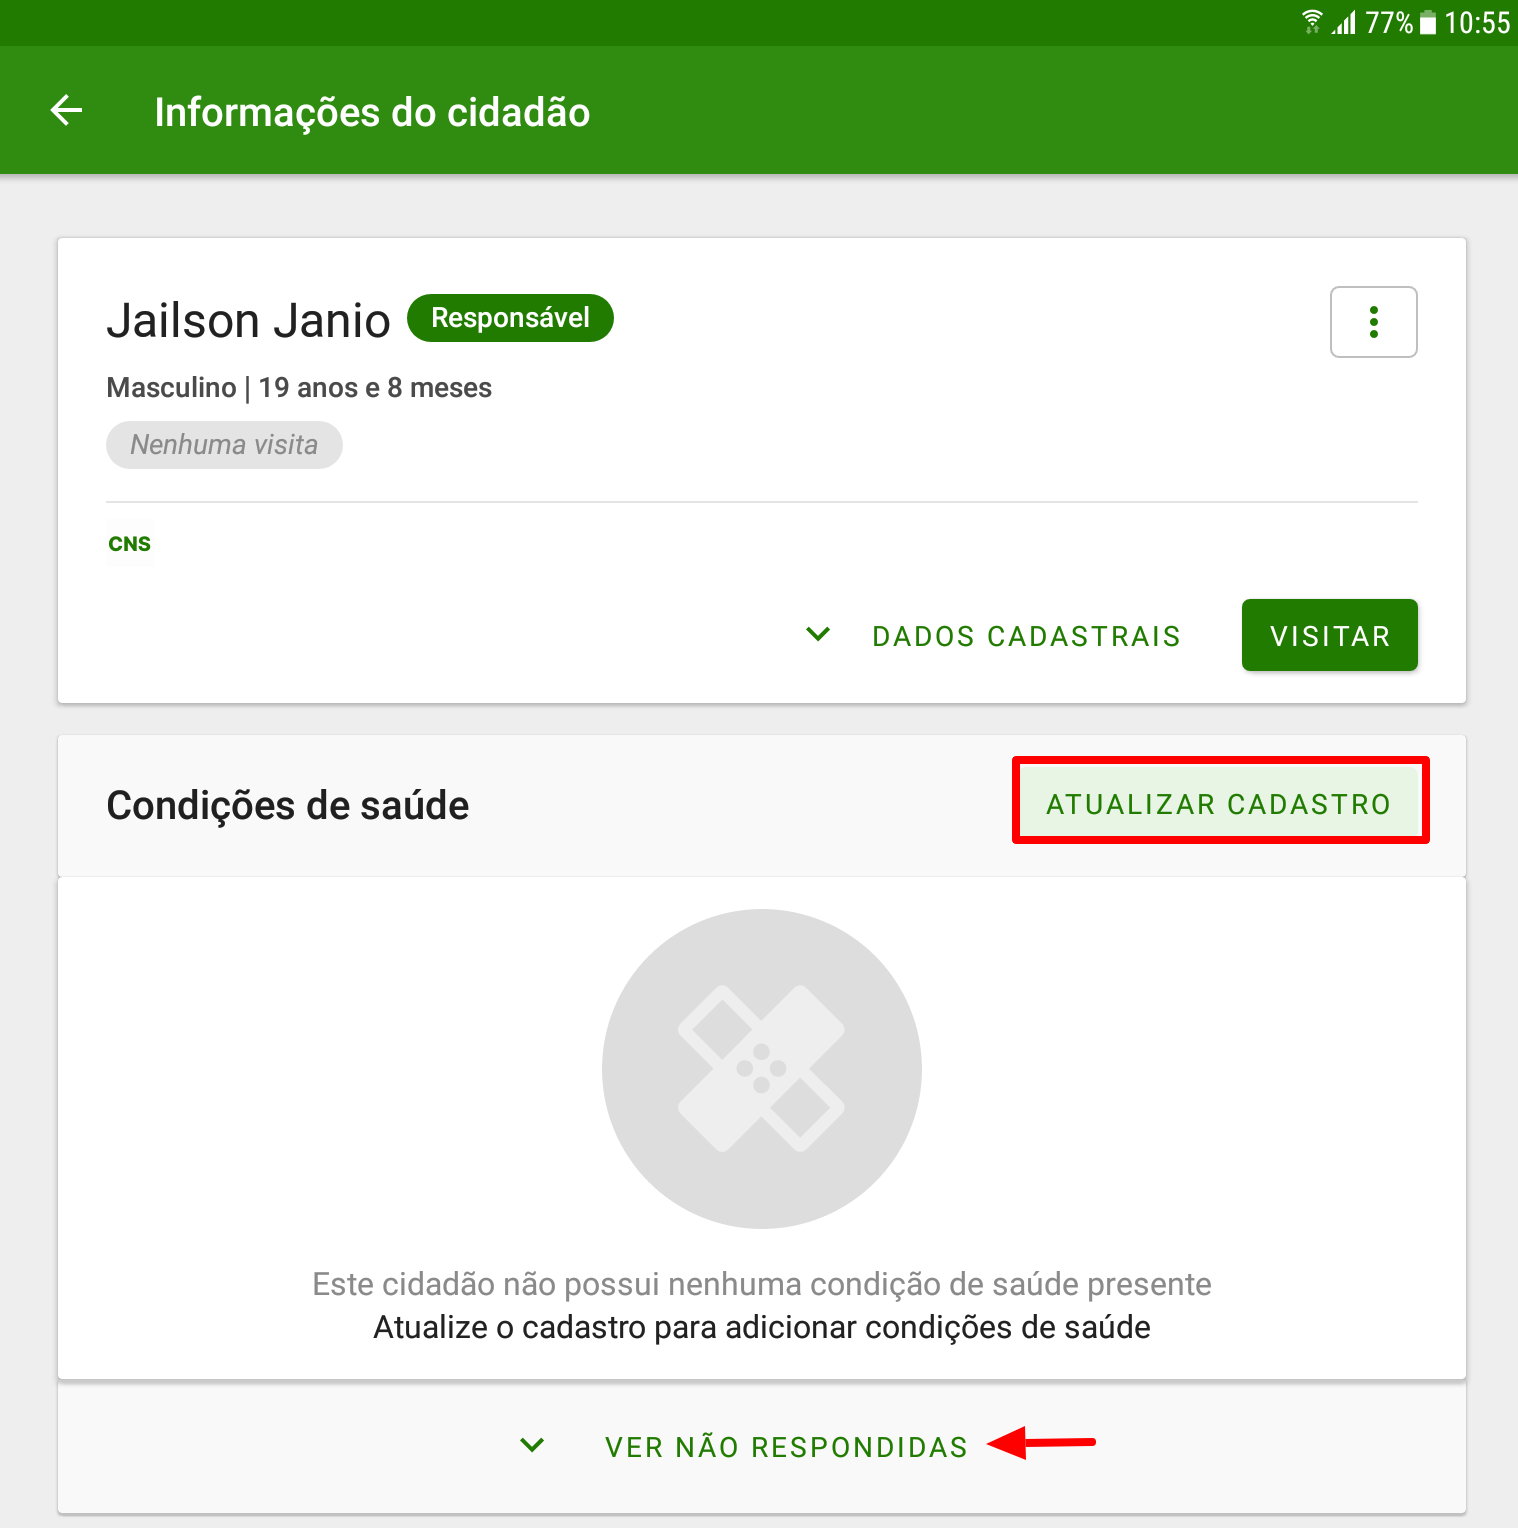 77% 10:55
Informações do cidadão
Jailson Janio Responsável
Masculino | 19 anos e 8 meses
Nenhuma visita
CNS
DADOS CADASTRAIS VISITAR
Condições de saúde ATUALIZAR CADASTRO
Este cidadão não possui nenhuma condição de saúde presente
Atualize o cadastro para adicionar condições de saúde
VER NÃO RESPONDIDAS